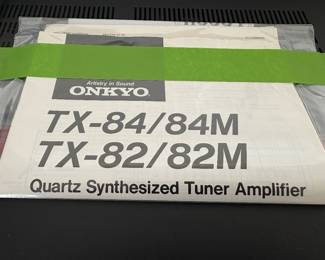 Artistry in Sound
ONKYO
TX-84/84M
TX-82/82M
Quartz Synthesized Tuner Amplifier